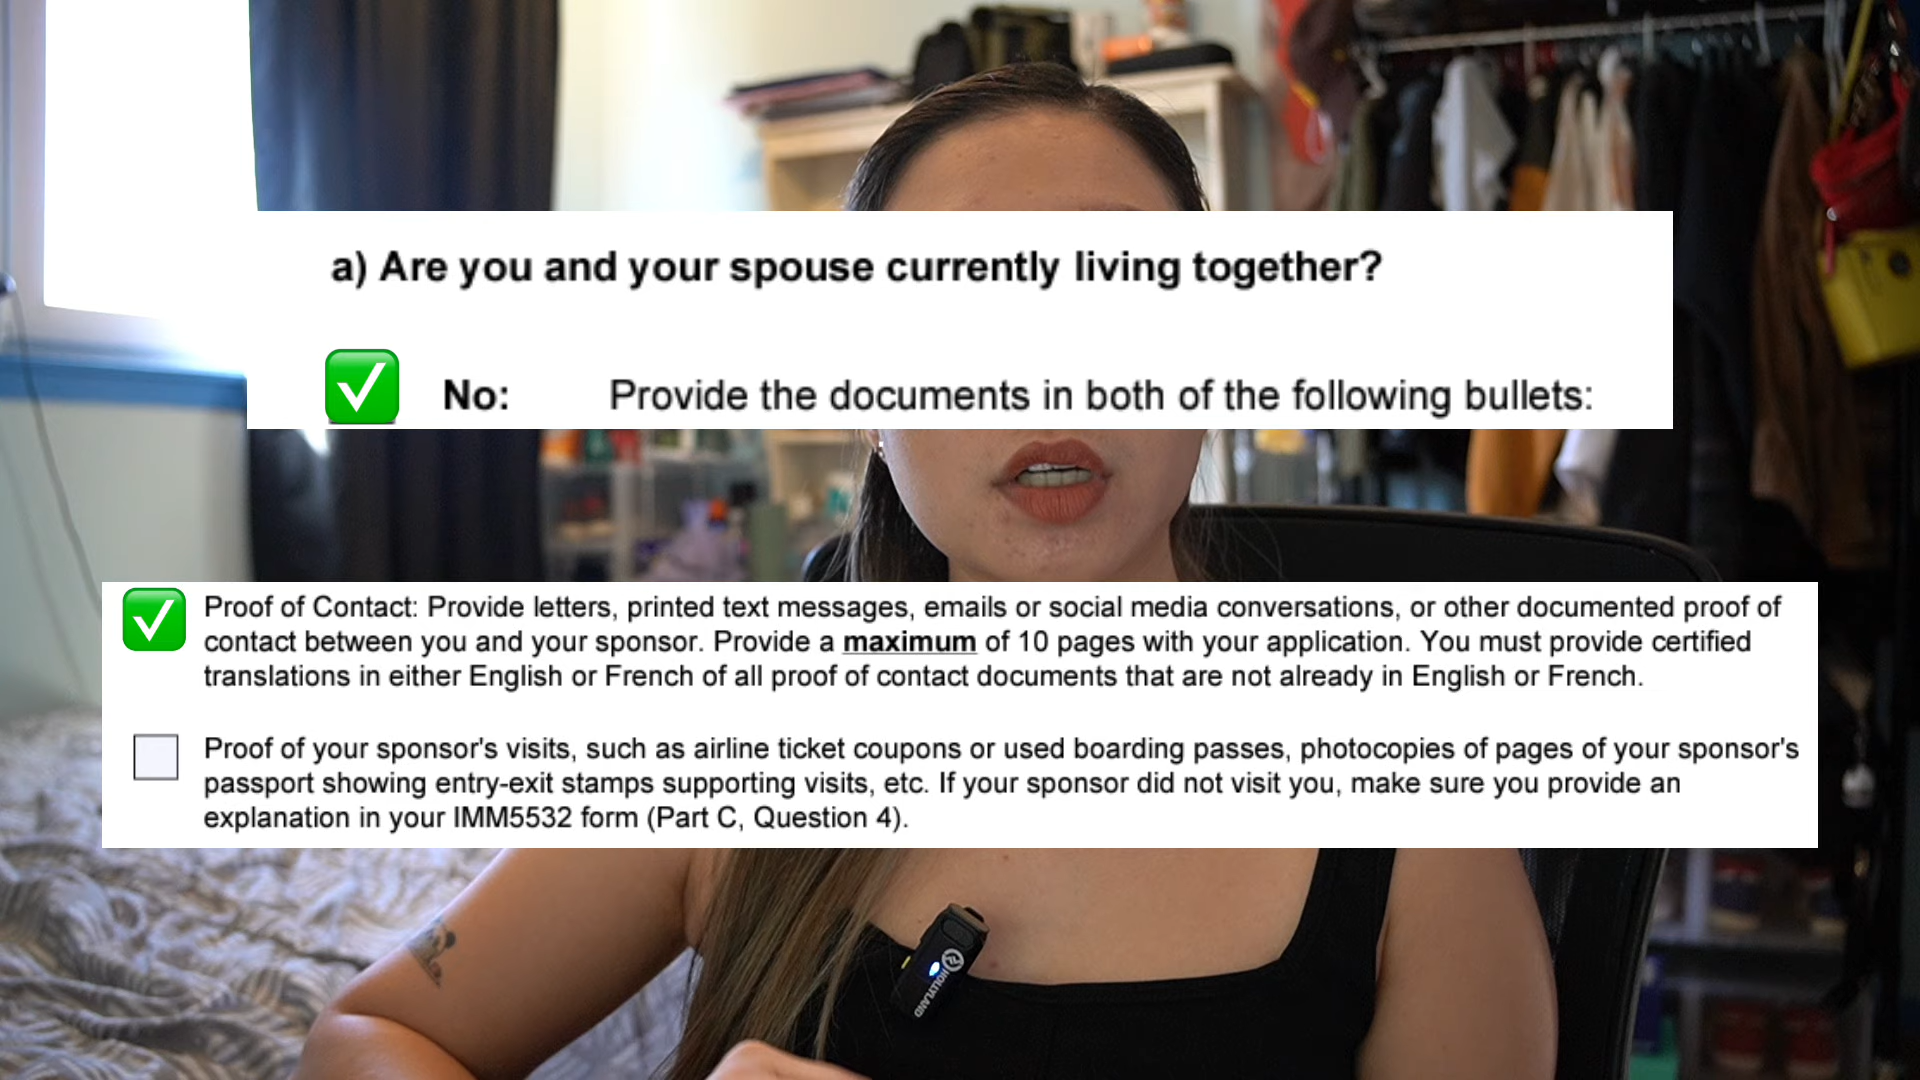 a) Are you and your spouse currently living together?
No: Provide the documents in both of the following bullets:
Proof of Contact: Provide letters, printed text messages, emails or social media conversations, or other documented proof of
contact between you and your sponsor. Provide a maximum of 10 pages with your application. You must provide certified
translations in either English or French of all proof of contact documents that are not already in English or French.
Proof of your sponsor's visits, such as airline ticket coupons or used boarding passes, photocopies of pages of your sponsor's
passport showing entry-exit stamps supporting visits, etc. If your sponsor did not visit you, make sure you provide an
explanation in your IMM5532 form (Part C, Question 4).
HOLLYLAND